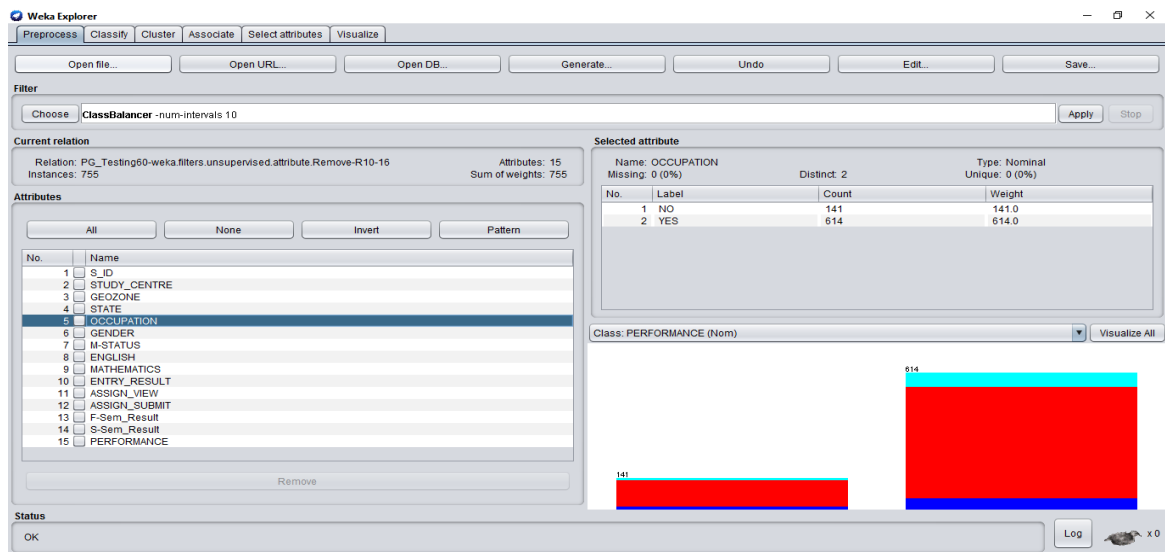 Weka Explorer
Preprocess Classify Cluster Associate Select attributes Visualize
Open file... Open URL... Open DB... Generate... Undo Edit... Save...
Filter
Choose ClassBalancer -num-intervals 10 Apply Stop
Current relation
Relation: PG_Testing60-weka.filters.unsupervised.attribute.Remove-R10-16 Attributes: 15
Instances: 755 Sum of weights: 755
Attributes
All None Invert Pattern
No. Name
1 S_ID
2 STUDY_CENTRE
3 GEOZONE
4 STATE
5 OCCUPATION
6 GENDER
7 M-STATUS
8 ENGLISH
9 MATHEMATICS
10 ENTRY_RESULT
11 ASSIGN_VIEW
12 ASSIGN_SUBMIT
13 F-Sem_Result
14 S-Sem_Result
15 PERFORMANCE
Remove
Selected attribute
Name: OCCUPATION Type: Nominal
Missing: 0 (0%) Distinct: 2 Unique: 0 (0%)
No. Label Count Weight
1 NO 141 141.0
2 YES 614 614.0
Class: PERFORMANCE (Nom) Visualize All
614
141
Status
OK Log x 0